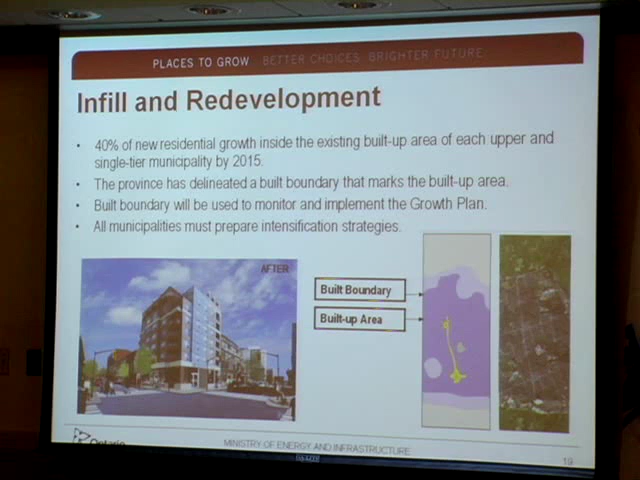 PLACES TO GROW BETTER CHOICES. BRIGHTER FUTURE.
Infill and Redevelopment
• 40% of new residential growth inside the existing built-up area of each upper and
single-tier municipality by 2015.
• The province has delineated a built boundary that marks the built-up area.
• Built boundary will be used to monitor and implement the Growth Plan.
• All municipalities must prepare intensification strategies.
AFTER
Built Boundary
Built-up Area
Ontario
MINISTRY OF ENERGY AND INFRASTRUCTURE
19